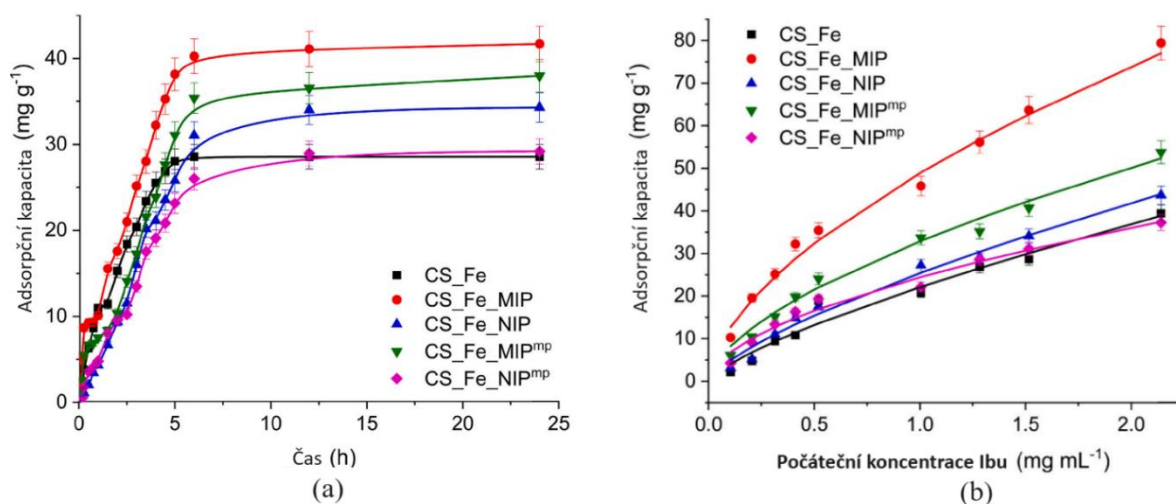 Adsorpční kapacita (mg g⁻¹)
40
30
20
10
0
CS_Fe
CS_Fe_MIP
CS_Fe_NIP
CS_Fe_MIPᵐᵖ
CS_Fe_NIPᵐᵖ
0 5 10 15 20 25
Čas (h)
(a)
Adsorpční kapacita (mg g⁻¹)
80
70
60
50
40
30
20
10
0
CS_Fe
CS_Fe_MIP
CS_Fe_NIP
CS_Fe_MIPᵐᵖ
CS_Fe_NIPᵐᵖ
0.0 0.5 1.0 1.5 2.0
Počáteční koncentrace Ibu (mg mL⁻¹)
(b)